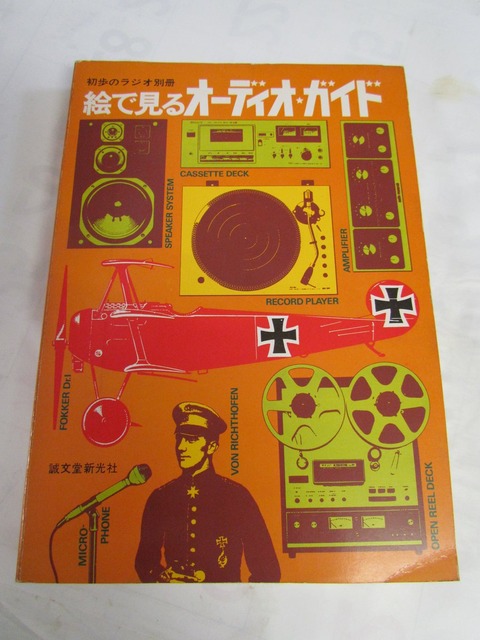 初歩のラジオ別册
絵で見るオーディオ・ガイド
SPEAKER SYSTEM
CASSETTE DECK
AMPLIFIER
RECORD PLAYER
FOKKER Dr.I
VON RICHTHOFEN
誠文堂新光社
MICRO-
PHONE
OPEN REEL DECK